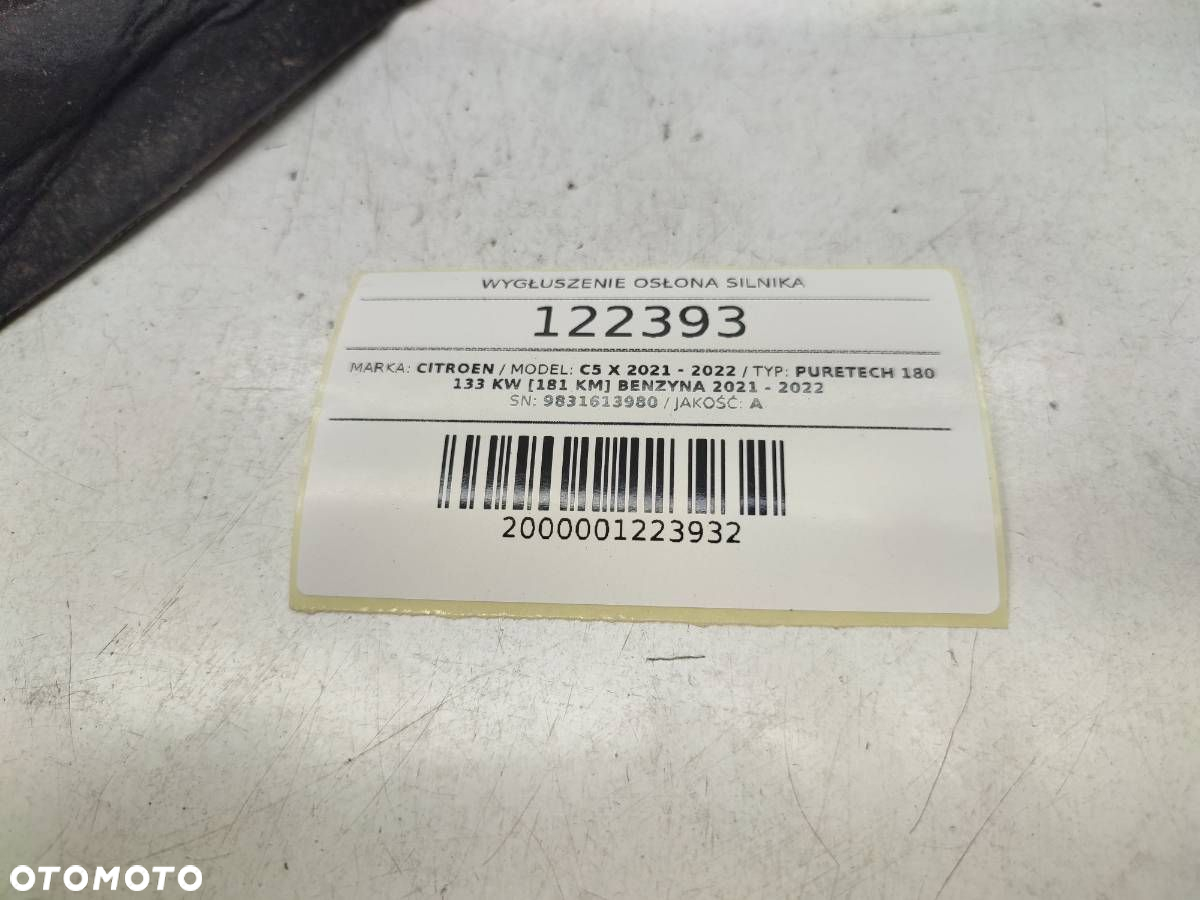 WYGŁUSZENIE OSŁONA SILNIKA
122393
MARKA: CITROEN / MODEL: C5 X 2021 - 2022 / TYP: PURETECH 180
133 KW [181 KM] BENZYNA 2021 - 2022
SN: 9831613980 / JAKOŚĆ: A
2000001223932
OTOMOTO